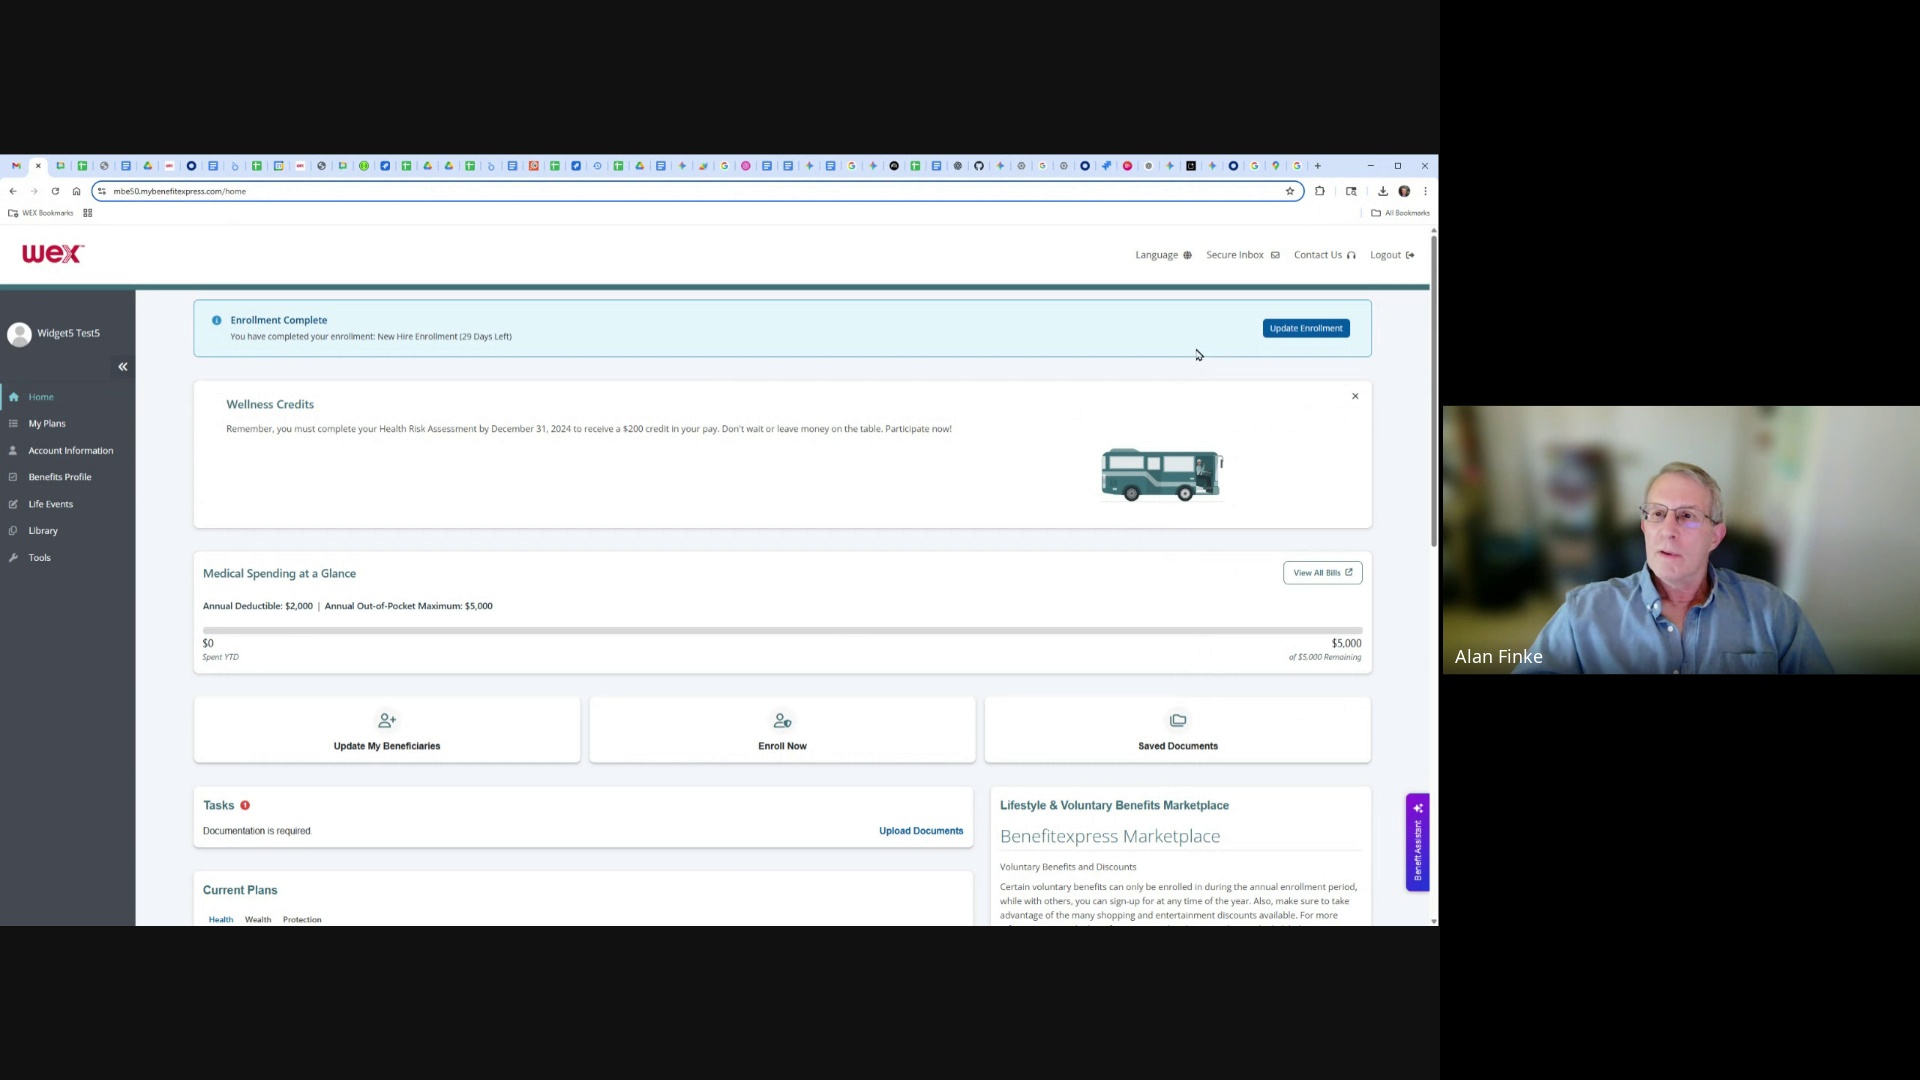 mbe50.mybenefitexpress.com/home
WEX Bookmarks
All Bookmarks
wex
Language
Secure Inbox
Contact Us
Logout
Widget5 Test5
Home
My Plans
Account Information
Benefits Profile
Life Events
Library
Tools
Enrollment Complete
You have completed your enrollment: New Hire Enrollment (29 Days Left)
Update Enrollment
Wellness Credits
Remember, you must complete your Health Risk Assessment by December 31, 2024 to receive a $200 credit in your pay. Don't wait or leave money on the table. Participate now!
Medical Spending at a Glance
View All Bills
Annual Deductible: $2,000 | Annual Out-of-Pocket Maximum: $5,000
$0
$5,000
Spent YTD
of $5,000 Remaining
Update My Beneficiaries
Enroll Now
Saved Documents
Tasks 1
Documentation is required.
Upload Documents
Current Plans
Health Wealth Protection
Lifestyle & Voluntary Benefits Marketplace
Benefitexpress Marketplace
Voluntary Benefits and Discounts
Certain voluntary benefits can only be enrolled in during the annual enrollment period,
while with others, you can sign-up for at any time of the year. Also, make sure to take
advantage of the many shopping and entertainment discounts available. For more
Benefit Assistant
Alan Finke